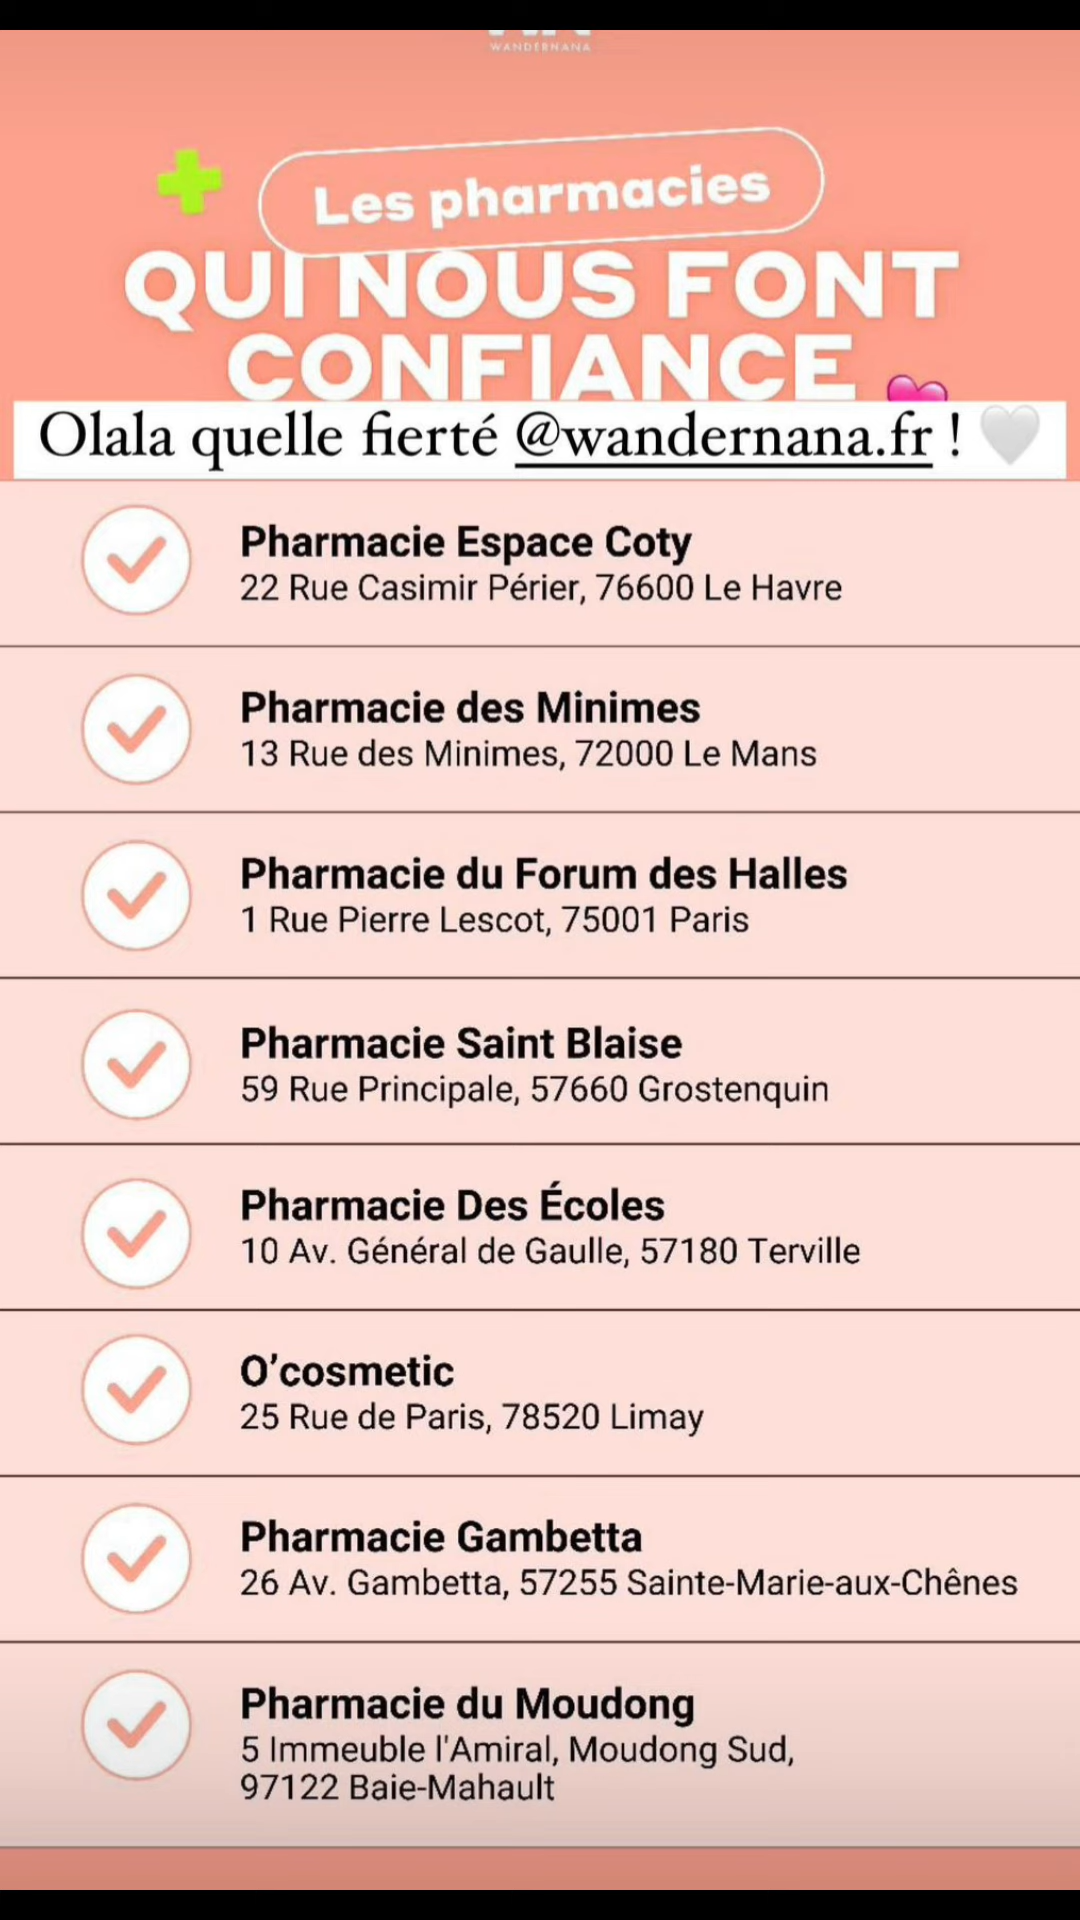 WANDERNANA
Les pharmacies
QUI NOUS FONT
CONFIANCE
Olala quelle fierté @wandernana.fr !
Pharmacie Espace Coty
22 Rue Casimir Périer, 76600 Le Havre
Pharmacie des Minimes
13 Rue des Minimes, 72000 Le Mans
Pharmacie du Forum des Halles
1 Rue Pierre Lescot, 75001 Paris
Pharmacie Saint Blaise
59 Rue Principale, 57660 Grostenquin
Pharmacie Des Écoles
10 Av. Général de Gaulle, 57180 Terville
O’cosmetic
25 Rue de Paris, 78520 Limay
Pharmacie Gambetta
26 Av. Gambetta, 57255 Sainte-Marie-aux-Chênes
Pharmacie du Moudong
5 Immeuble l'Amiral, Moudong Sud,
97122 Baie-Mahault